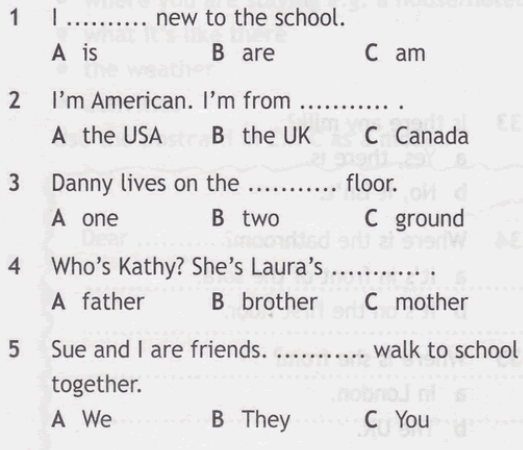 1 I .......... new to the school.
A is B are C am
2 I'm American. I'm from ........... .
A the USA B the UK C Canada
3 Danny lives on the ........... floor.
A one B two C ground
4 Who's Kathy? She's Laura's............. .
A father B brother C mother
5 Sue and I are friends. ........... walk to school
together.
A We B They C You